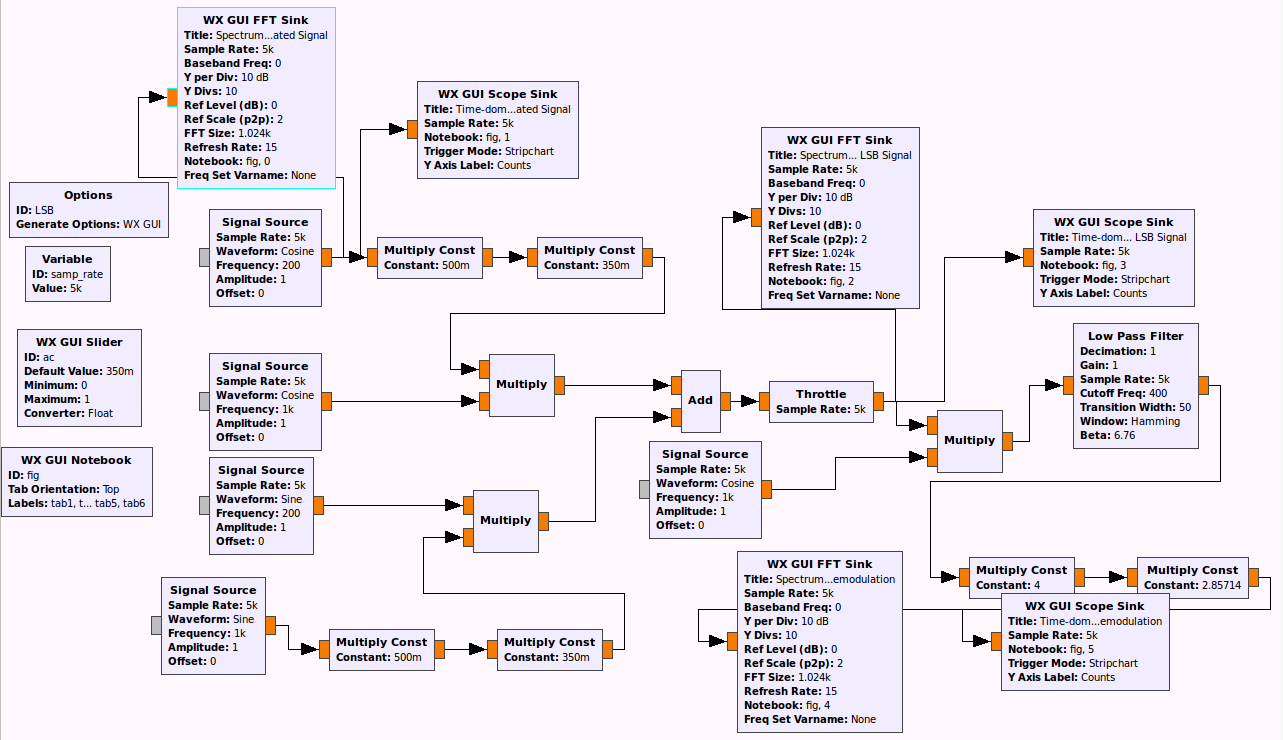 WX GUI FFT Sink
Title: Spectrum...ated Signal
Sample Rate: 5k
Baseband Freq: 0
Y per Div: 10 dB
Y Divs: 10
Ref Level (dB): 0
Ref Scale (p2p): 2
FFT Size: 1.024k
Refresh Rate: 15
Notebook: fig, 0
Freq Set Varname: None
WX GUI Scope Sink
Title: Time-dom...ated Signal
Sample Rate: 5k
Notebook: fig, 1
Trigger Mode: Stripchart
Y Axis Label: Counts
WX GUI FFT Sink
Title: Spectrum... LSB Signal
Sample Rate: 5k
Baseband Freq: 0
Y per Div: 10 dB
Y Divs: 10
Ref Level (dB): 0
Ref Scale (p2p): 2
FFT Size: 1.024k
Refresh Rate: 15
Notebook: fig, 2
Freq Set Varname: None
Options
ID: LSB
Generate Options: WX GUI
Signal Source
Sample Rate: 5k
Waveform: Cosine
Frequency: 200
Amplitude: 1
Offset: 0
Multiply Const
Constant: 500m
Multiply Const
Constant: 350m
WX GUI Scope Sink
Title: Time-dom... LSB Signal
Sample Rate: 5k
Notebook: fig, 3
Trigger Mode: Stripchart
Y Axis Label: Counts
Variable
ID: samp_rate
Value: 5k
WX GUI Slider
ID: ac
Default Value: 350m
Minimum: 0
Maximum: 1
Converter: Float
Signal Source
Sample Rate: 5k
Waveform: Cosine
Frequency: 1k
Amplitude: 1
Offset: 0
Multiply
Add
Throttle
Sample Rate: 5k
Low Pass Filter
Decimation: 1
Gain: 1
Sample Rate: 5k
Cutoff Freq: 400
Transition Width: 50
Window: Hamming
Beta: 6.76
Multiply
WX GUI Notebook
ID: fig
Tab Orientation: Top
Labels: tab1, t... tab5, tab6
Signal Source
Sample Rate: 5k
Waveform: Sine
Frequency: 200
Amplitude: 1
Offset: 0
Multiply
Signal Source
Sample Rate: 5k
Waveform: Cosine
Frequency: 1k
Amplitude: 1
Offset: 0
Signal Source
Sample Rate: 5k
Waveform: Sine
Frequency: 1k
Amplitude: 1
Offset: 0
Multiply Const
Constant: 500m
Multiply Const
Constant: 350m
WX GUI FFT Sink
Title: Spectrum...emodulation
Sample Rate: 5k
Baseband Freq: 0
Y per Div: 10 dB
Y Divs: 10
Ref Level (dB): 0
Ref Scale (p2p): 2
FFT Size: 1.024k
Refresh Rate: 15
Notebook: fig, 4
Freq Set Varname: None
Multiply Const
Constant: 4
Multiply Const
Constant: 2.85714
WX GUI Scope Sink
Title: Time-dom...emodulation
Sample Rate: 5k
Notebook: fig, 5
Trigger Mode: Stripchart
Y Axis Label: Counts